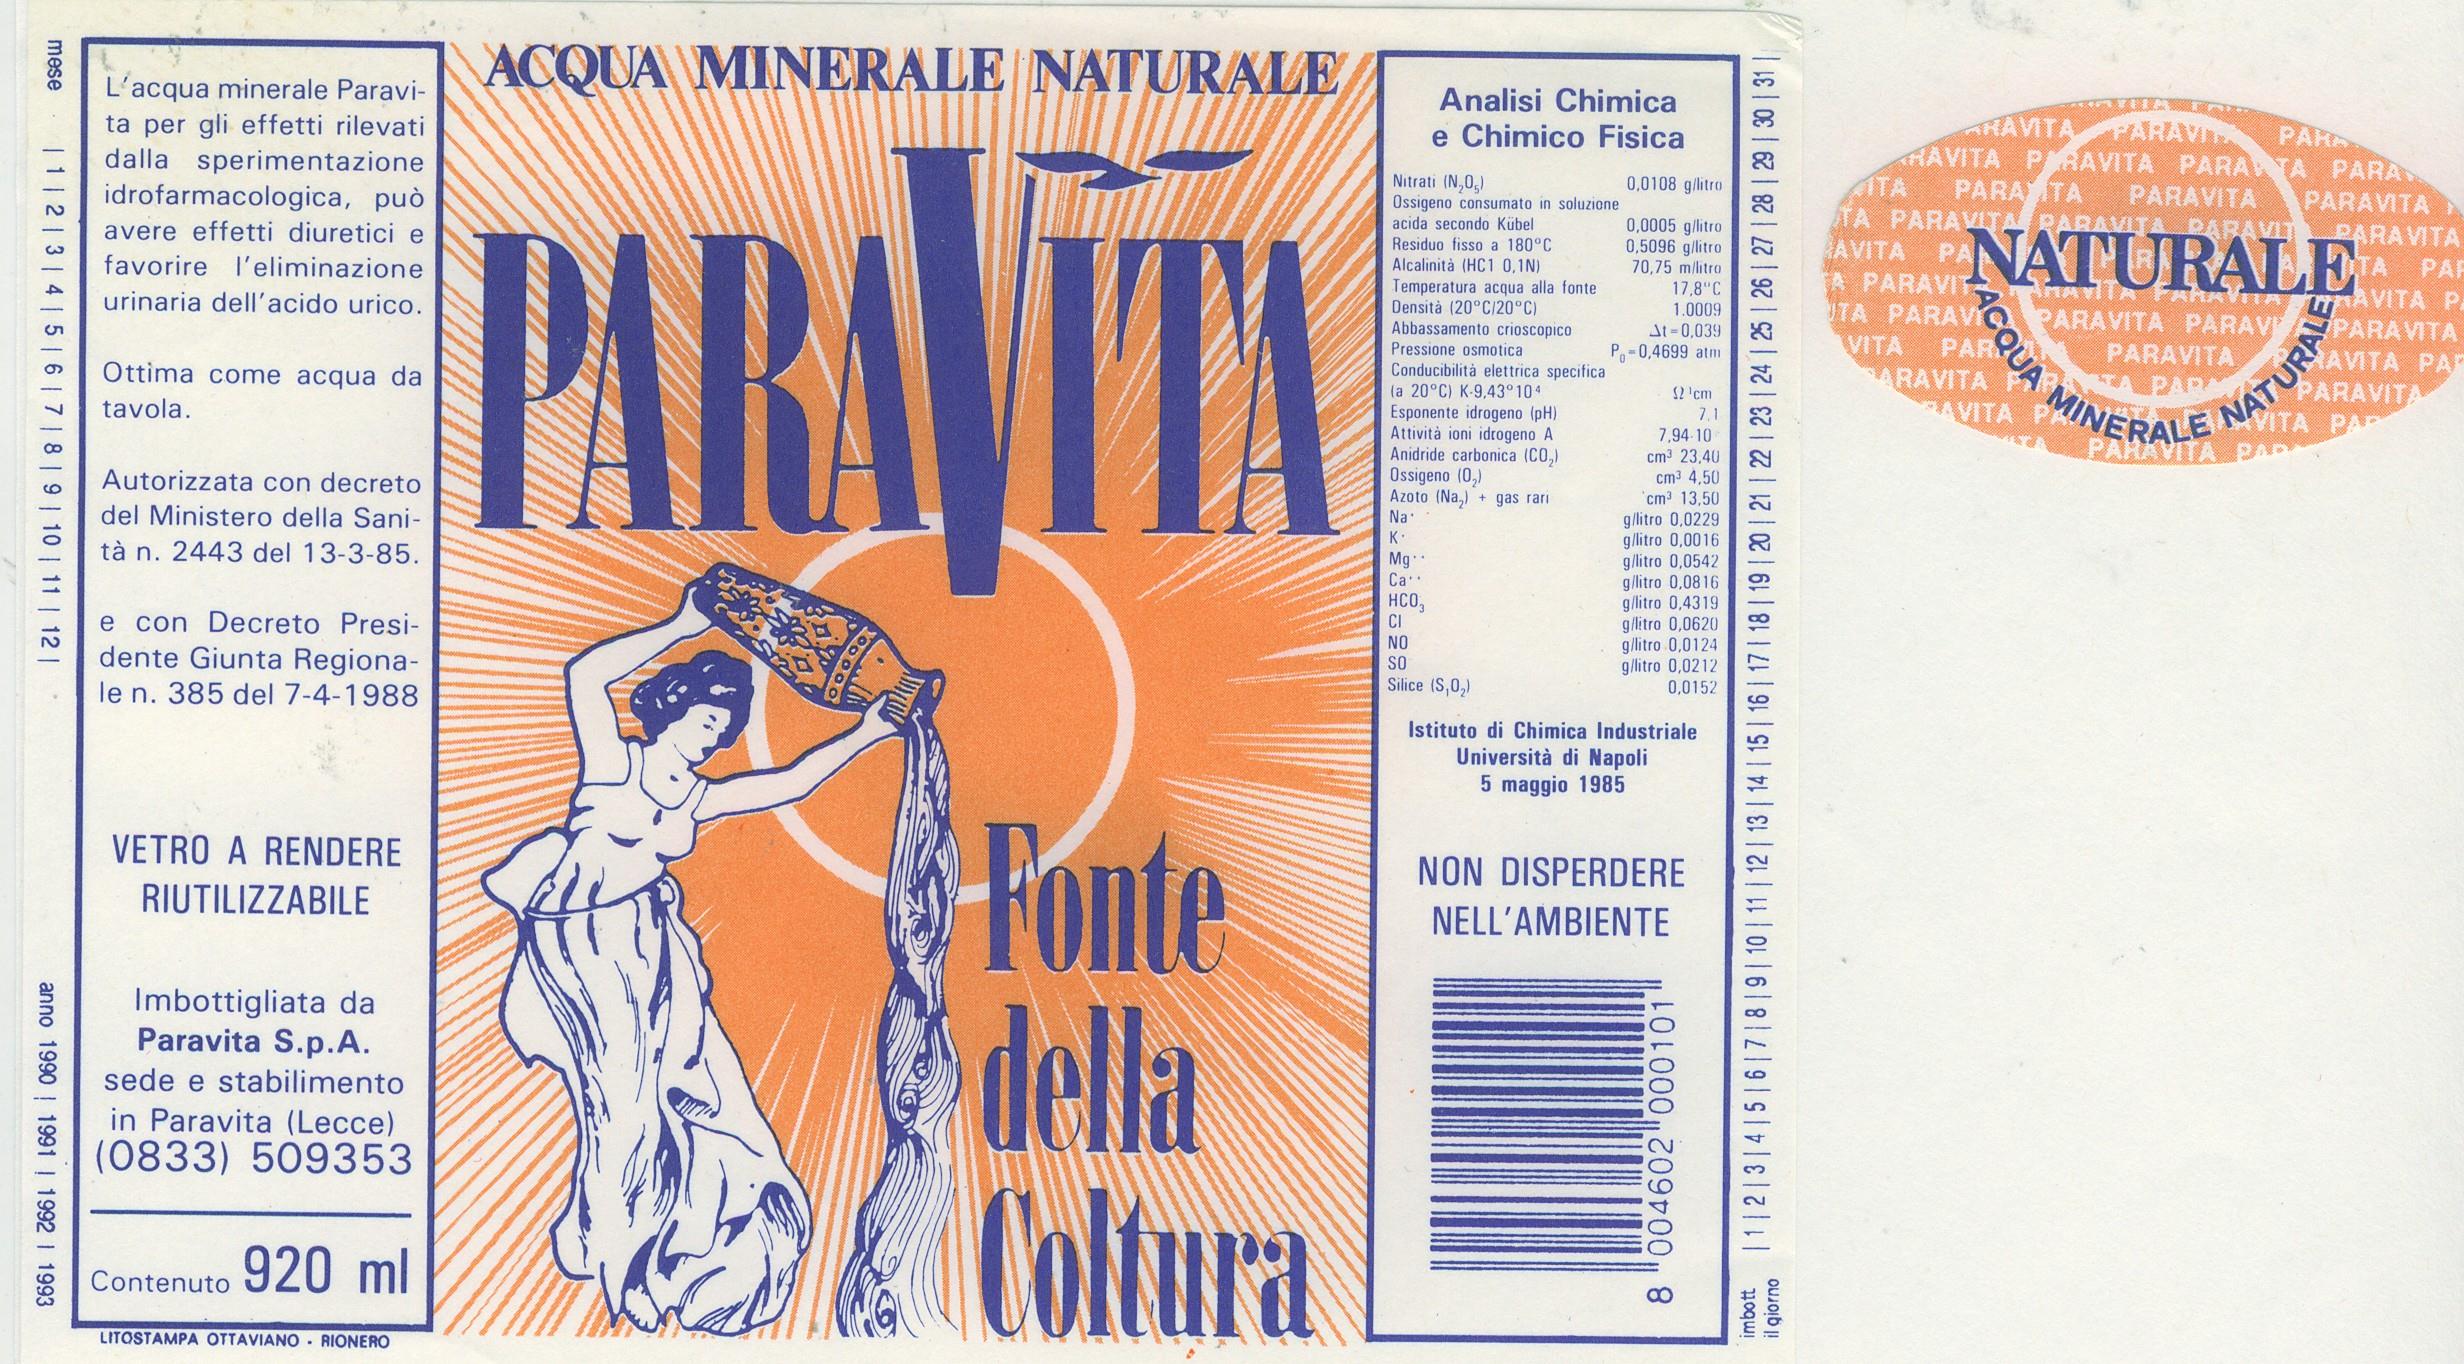 mese | 1 | 2 | 3 | 4 | 5 | 6 | 7 | 8 | 9 | 10 | 11 | 12 |
anno 1990 | 1991 | 1992 | 1993
L'acqua minerale Paravi-
ta per gli effetti rilevati
dalla sperimentazione
idrofarmacologica, può
avere effetti diuretici e
favorire l'eliminazione
urinaria dell'acido urico.
Ottima come acqua da
tavola.
Autorizzata con decreto
del Ministero della Sani-
tà n. 2443 del 13-3-85.
e con Decreto Presi-
dente Giunta Regiona-
le n. 385 del 7-4-1988
VETRO A RENDERE
RIUTILIZZABILE
Imbottigliata da
Paravita S.p.A.
sede e stabilimento
in Paravita (Lecce)
(0833) 509353
Contenuto 920 ml
LITOSTAMPA OTTAVIANO - RIONERO
ACQUA MINERALE NATURALE
PARAVITA
Fonte
della
Coltura
Analisi Chimica
e Chimico Fisica
Nitrati (N2O5) 0,0108 g/litro
Ossigeno consumato in soluzione
acida secondo Kübel 0,0005 g/litro
Residuo fisso a 180°C 0,5096 g/litro
Alcalinità (HC1 0,1N) 70,75 m/litro
Temperatura acqua alla fonte 17,8°C
Densità (20°C/20°C) 1.0009
Abbassamento crioscopico Δt=0,039
Pressione osmotica P0=0,4699 atm
Conducibilità elettrica specifica
(a 20°C) K-9,43°10⁴ Ω¹cm
Esponente idrogeno (pH) 7,1
Attività ioni idrogeno A 7,94·10
Anidride carbonica (CO2) cm³ 23,40
Ossigeno (O2) cm³ 4,50
Azoto (Na2) + gas rari cm³ 13,50
Na· g/litro 0,0229
K· g/litro 0,0016
Mg·· g/litro 0,0542
Ca·· g/litro 0,0816
HCO3 g/litro 0,4319
Cl g/litro 0,0620
NO g/litro 0,0124
SO g/litro 0,0212
Silice (S1O2) 0,0152
Istituto di Chimica Industriale
Università di Napoli
5 maggio 1985
NON DISPERDERE
NELL'AMBIENTE
8 004602 000101
imbott
il giorno | 1 | 2 | 3 | 4 | 5 | 6 | 7 | 8 | 9 | 10 | 11 | 12 | 13 | 14 | 15 | 16 | 17 | 18 | 19 | 20 | 21 | 22 | 23 | 24 | 25 | 26 | 27 | 28 | 29 | 30 | 31 |
NATURALE
ACQUA MINERALE NATURALE
PARAVITA PARAVITA PARAVITA